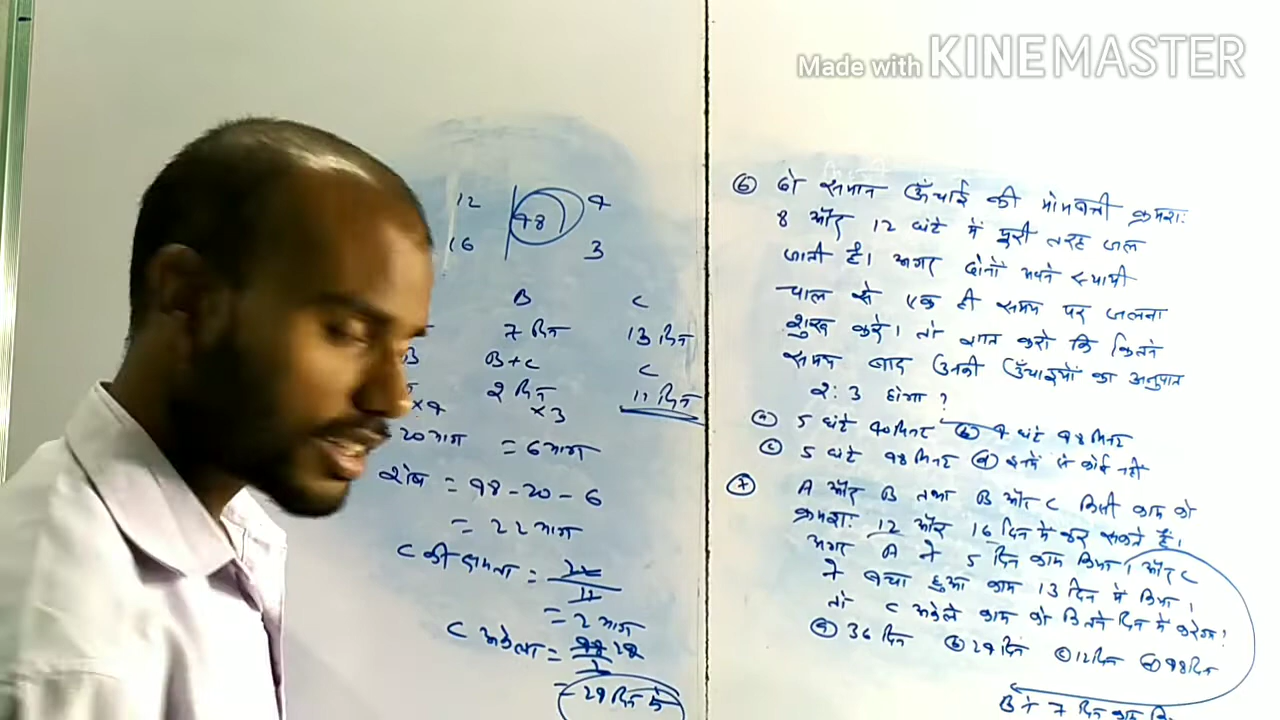 Made with KINEMASTER
12 48 4
16 3
B C
7 दिन 13 दिन
B B+C C
2 दिन 11 दिन
×4 ×3
20 भाग = 6 भाग
शेष = 48 - 20 - 6
= 22 भाग
C की क्षमता = 22/11
= 2 भाग
C अकेला = 48/2
= 24 दिन में
⑥ दो समान ऊँचाई की मोमबत्ती क्रमशः
8 और 12 घंटे में पूरी तरह जल
जाती है। अगर दोनों अपने स्थायी
चाल से एक ही समय पर जलना
शुरू करे। तो ज्ञात करो कि कितने
समय बाद उनकी ऊँचाइयों का अनुपात
2:3 होगा?
ⓐ 5 घंटे 40 मिनट ⓑ 4 घंटे 48 मिनट
ⓒ 5 घंटे 48 मिनट ⓓ इनमें से कोई नहीं
⑦ A और B तथा B और C किसी काम को
क्रमशः 12 और 16 दिन में कर सकते हैं।
अगर A ने 5 दिन काम किया। और C
ने बचा हुआ काम 13 दिन में किया।
तो C अकेले काम को कितने दिन में करेगा?
ⓐ 36 दिन ⓑ 24 दिन ⓒ 12 दिन ⓓ 48 दिन
B ने 7 दिन काम